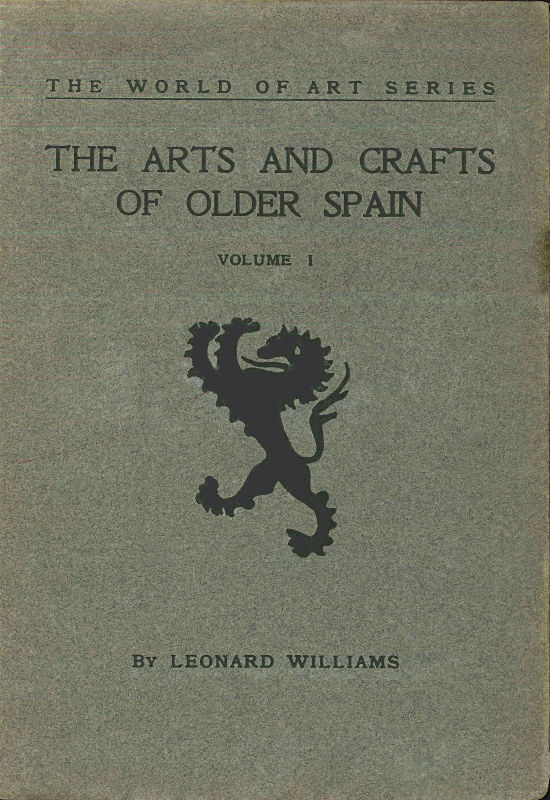 THE WORLD OF ART SERIES
THE ARTS AND CRAFTS
OF OLDER SPAIN
VOLUME I
BY LEONARD WILLIAMS